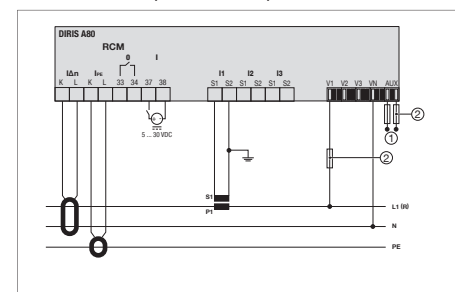 DIRIS A80
RCM
0 I
IΔn IPE I1 I2 I3
K L K L 33 34 37 38 S1 S2 S1 S2 S1 S2 V1 V2 V3 VN AUX
5 ... 30 VDC
1
2
2
S1
P1
L1 (R)
N
PE